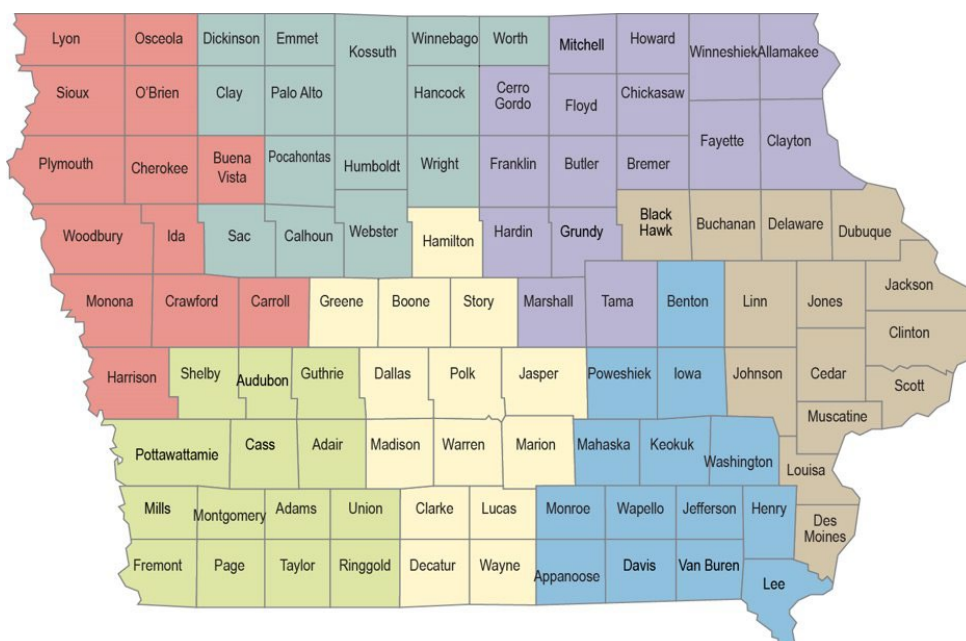 Lyon Osceola Dickinson Emmet Kossuth Winnebago Worth Mitchell Howard Winneshiek Allamakee
Sioux O'Brien Clay Palo Alto Hancock Cerro
Gordo Floyd Chickasaw
Fayette Clayton
Plymouth Cherokee Buena
Vista Pocahontas Humboldt Wright Franklin Butler Bremer
Woodbury Ida Sac Calhoun Webster Hamilton Hardin Grundy Black
Hawk Buchanan Delaware Dubuque
Monona Crawford Carroll Greene Boone Story Marshall Tama Benton Linn Jones Jackson
Clinton
Harrison Shelby Audubon Guthrie Dallas Polk Jasper Poweshiek Iowa Johnson Cedar Scott
Muscatine
Pottawattamie Cass Adair Madison Warren Marion Mahaska Keokuk Washington Louisa
Mills Montgomery Adams Union Clarke Lucas Monroe Wapello Jefferson Henry Des
Moines
Fremont Page Taylor Ringgold Decatur Wayne Appanoose Davis Van Buren Lee